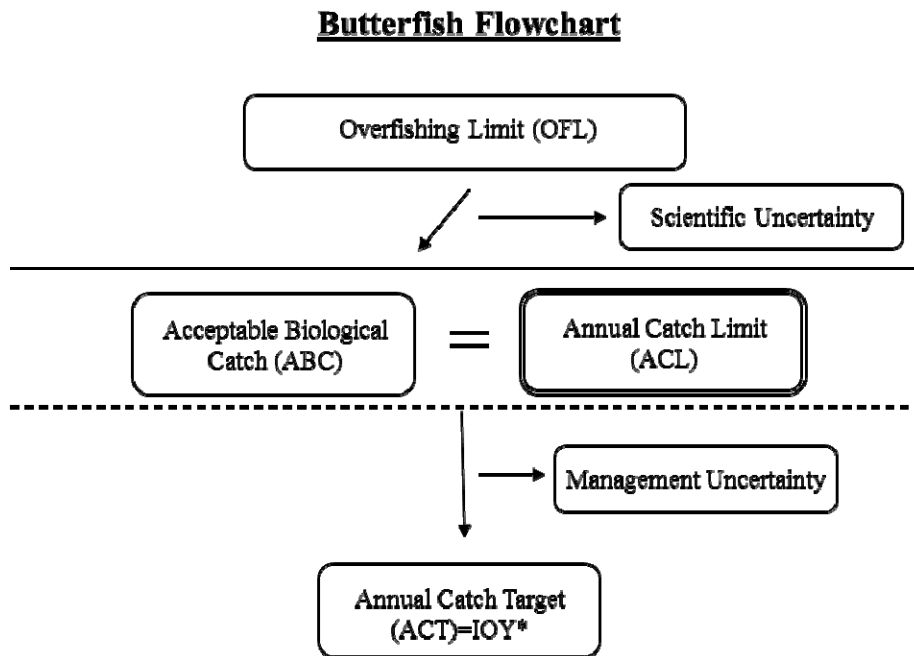 Butterfish Flowchart
Overfishing Limit (OFL)
Scientific Uncertainty
Acceptable Biological
Catch (ABC)
=
Annual Catch Limit
(ACL)
Management Uncertainty
Annual Catch Target
(ACT)=IOY*